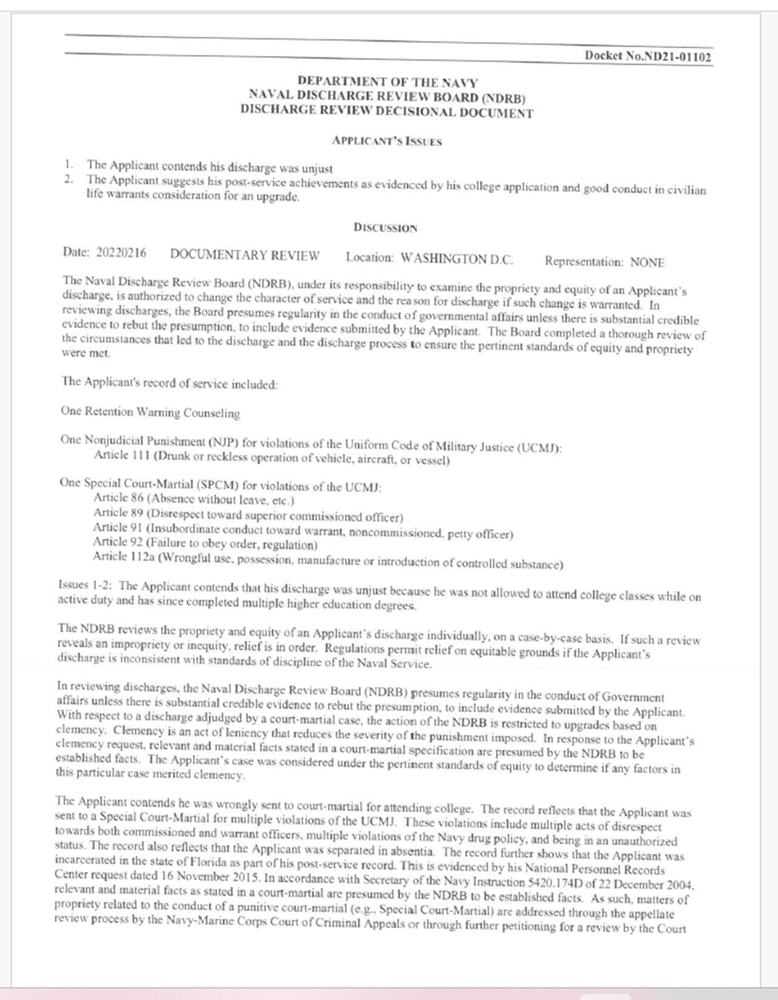 Docket No.ND21-01102
DEPARTMENT OF THE NAVY
NAVAL DISCHARGE REVIEW BOARD (NDRB)
DISCHARGE REVIEW DECISIONAL DOCUMENT
APPLICANT'S ISSUES
1. The Applicant contends his discharge was unjust
2. The Applicant suggests his post-service achievements as evidenced by his college application and good conduct in civilian
life warrants consideration for an upgrade.
DISCUSSION
Date: 20220216 DOCUMENTARY REVIEW Location: WASHINGTON D.C. Representation: NONE
The Naval Discharge Review Board (NDRB), under its responsibility to examine the propriety and equity of an Applicant's
discharge, is authorized to change the character of service and the reason for discharge if such change is warranted. In
reviewing discharges, the Board presumes regularity in the conduct of governmental affairs unless there is substantial credible
evidence to rebut the presumption, to include evidence submitted by the Applicant. The Board completed a thorough review of
the circumstances that led to the discharge and the discharge process to ensure the pertinent standards of equity and propriety
were met.
The Applicant's record of service included:
One Retention Warning Counseling
One Nonjudicial Punishment (NJP) for violations of the Uniform Code of Military Justice (UCMJ):
Article 111 (Drunk or reckless operation of vehicle, aircraft, or vessel)
One Special Court-Martial (SPCM) for violations of the UCMJ:
Article 86 (Absence without leave, etc.)
Article 89 (Disrespect toward superior commissioned officer)
Article 91 (Insubordinate conduct toward warrant, noncommissioned, petty officer)
Article 92 (Failure to obey order, regulation)
Article 112a (Wrongful use, possession, manufacture or introduction of controlled substance)
Issues 1-2: The Applicant contends that his discharge was unjust because he was not allowed to attend college classes while on
active duty and has since completed multiple higher education degrees.
The NDRB reviews the propriety and equity of an Applicant's discharge individually, on a case-by-case basis. If such a review
reveals an impropriety or inequity, relief is in order. Regulations permit relief on equitable grounds if the Applicant's
discharge is inconsistent with standards of discipline of the Naval Service.
In reviewing discharges, the Naval Discharge Review Board (NDRB) presumes regularity in the conduct of Government
affairs unless there is substantial credible evidence to rebut the presumption, to include evidence submitted by the Applicant.
With respect to a discharge adjudged by a court-martial case, the action of the NDRB is restricted to upgrades based on
clemency. Clemency is an act of leniency that reduces the severity of the punishment imposed. In response to the Applicant's
clemency request, relevant and material facts stated in a court-martial specification are presumed by the NDRB to be
established facts. The Applicant's case was considered under the pertinent standards of equity to determine if any factors in
this particular case merited clemency.
The Applicant contends he was wrongly sent to court-martial for attending college. The record reflects that the Applicant was
sent to a Special Court-Martial for multiple violations of the UCMJ. These violations include multiple acts of disrespect
towards both commissioned and warrant officers, multiple violations of the Navy drug policy, and being in an unauthorized
status. The record also reflects that the Applicant was separated in absentia. The record further shows that the Applicant was
incarcerated in the state of Florida as part of his post-service record. This is evidenced by his National Personnel Records
Center request dated 16 November 2015. In accordance with Secretary of the Navy Instruction 5420.174D of 22 December 2004,
relevant and material facts as stated in a court-martial are presumed by the NDRB to be established facts. As such, matters of
propriety related to the conduct of a punitive court-martial (e.g., Special Court-Martial) are addressed through the appellate
review process by the Navy-Marine Corps Court of Criminal Appeals or through further petitioning for a review by the Court